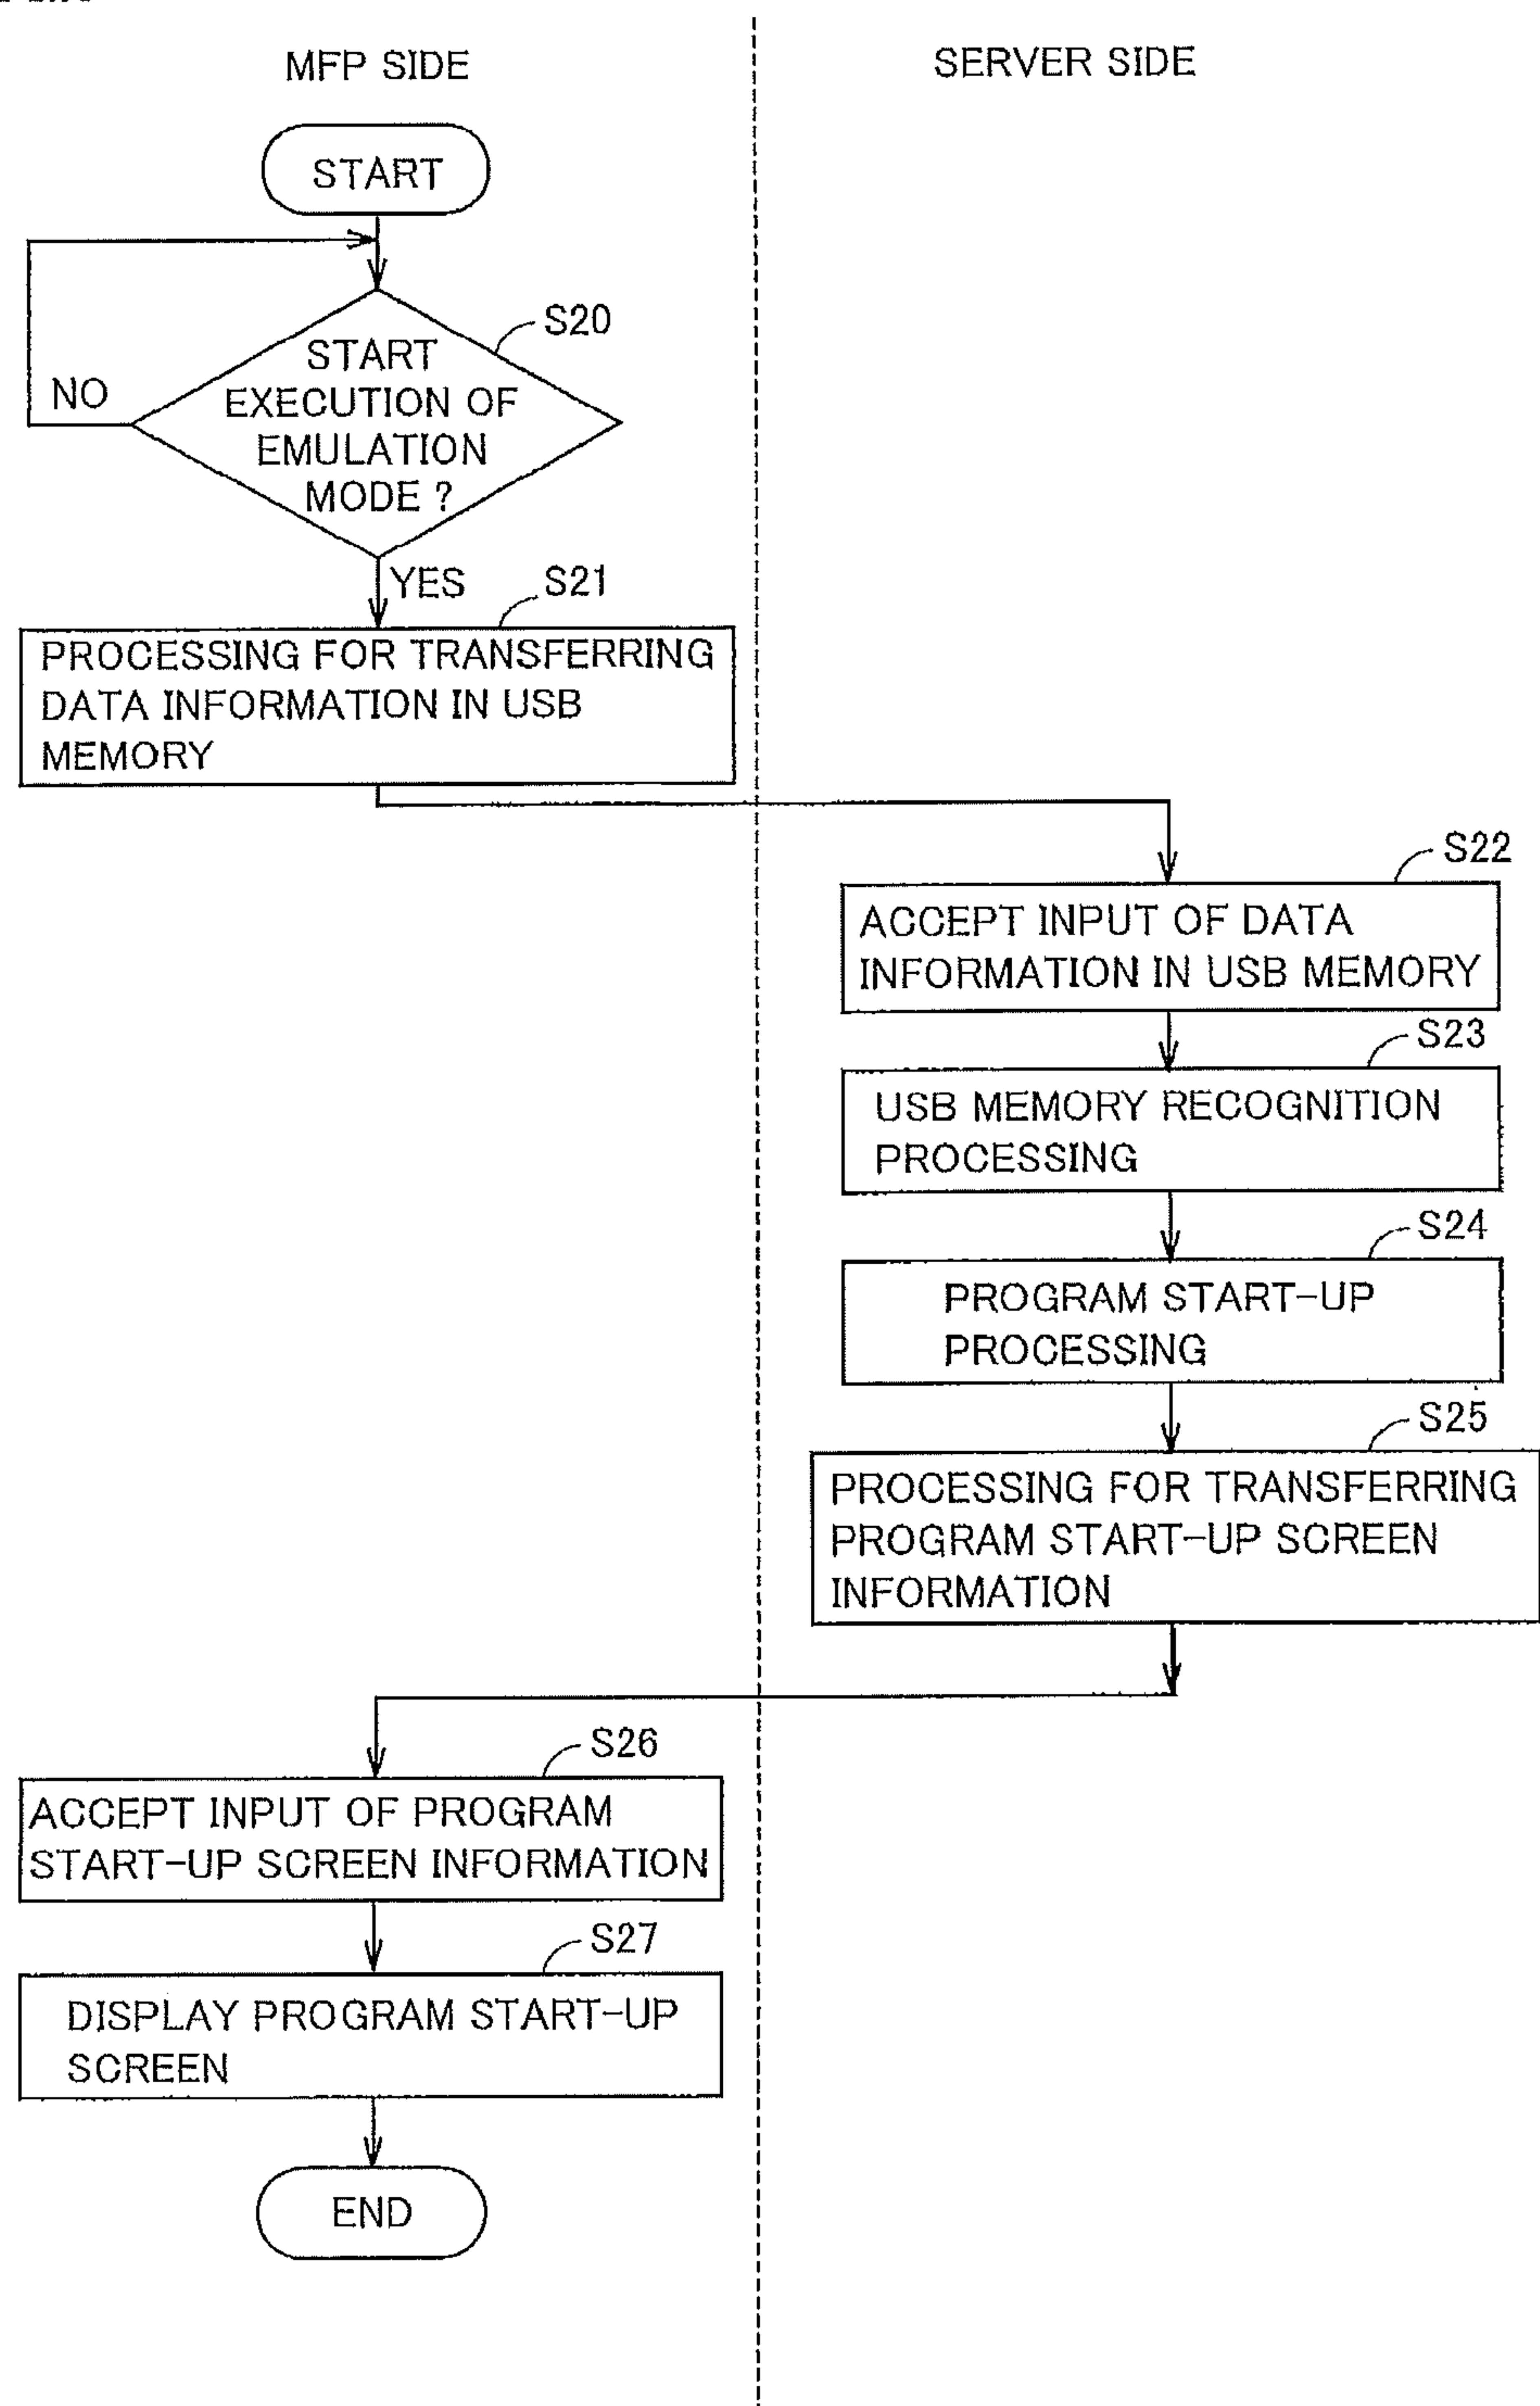 MFP SIDE
SERVER SIDE
START
S20
START
EXECUTION OF
EMULATION
MODE ?
NO
YES
S21
PROCESSING FOR TRANSFERRING
DATA INFORMATION IN USB
MEMORY
S22
ACCEPT INPUT OF DATA
INFORMATION IN USB MEMORY
S23
USB MEMORY RECOGNITION
PROCESSING
S24
PROGRAM START-UP
PROCESSING
S25
PROCESSING FOR TRANSFERRING
PROGRAM START-UP SCREEN
INFORMATION
S26
ACCEPT INPUT OF PROGRAM
START-UP SCREEN INFORMATION
S27
DISPLAY PROGRAM START-UP
SCREEN
END